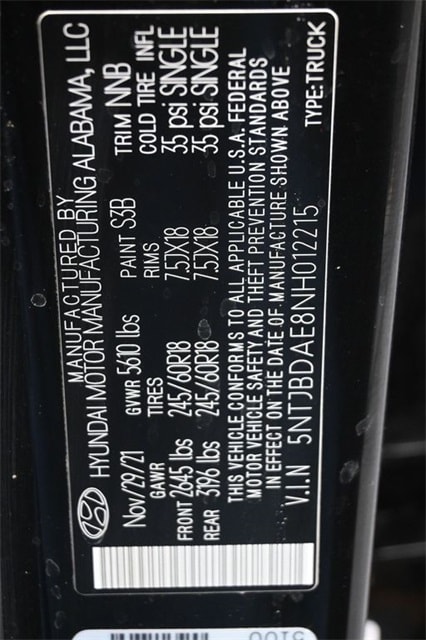 MANUFACTURED BY
HYUNDAI MOTOR MANUFACTURING ALABAMA, LLC
Nov/29/21 GVWR 5610 lbs PAINT S3B TRIM NNB
GAWR TIRES RIMS COLD TIRE INFL
FRONT 2645 lbs 245/60R18 7.5JX18 35 psi SINGLE
REAR 3196 lbs 245/60R18 7.5JX18 35 psi SINGLE
THIS VEHICLE CONFORMS TO ALL APPLICABLE U.S.A. FEDERAL
MOTOR VEHICLE SAFETY AND THEFT PREVENTION STANDARDS
IN EFFECT ON THE DATE OF MANUFACTURE SHOWN ABOVE
V.I.N 5NTJBDAE8NH012215 TYPE:TRUCK